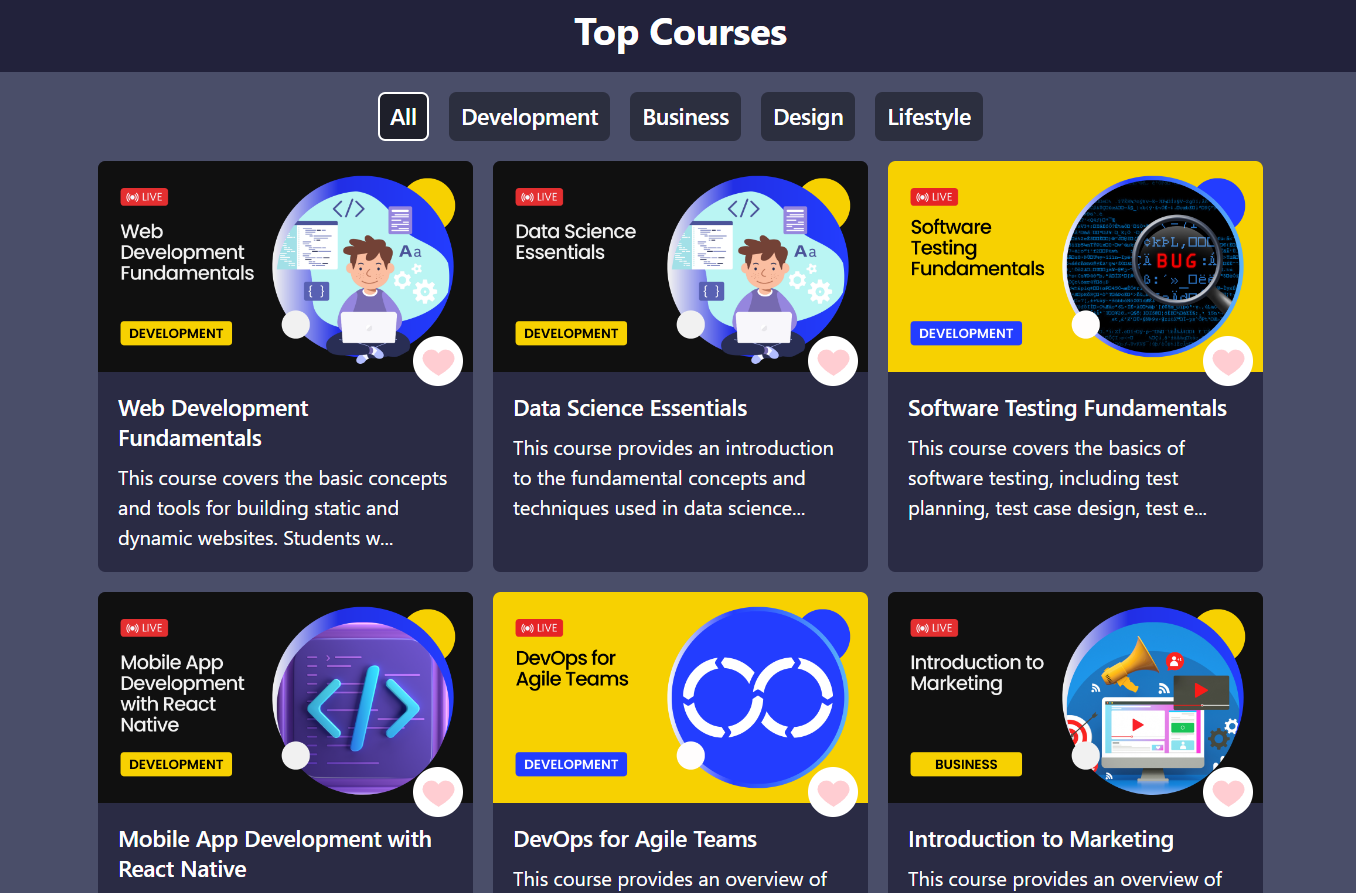 Top Courses
All Development Business Design Lifestyle
LIVE
Web
Development
Fundamentals
DEVELOPMENT
Aa
LIVE
Data Science
Essentials
DEVELOPMENT
Aa
LIVE
Software
Testing
Fundamentals
DEVELOPMENT
BUG
Web Development
Fundamentals
This course covers the basic concepts
and tools for building static and
dynamic websites. Students w...
Data Science Essentials
This course provides an introduction
to the fundamental concepts and
techniques used in data science...
Software Testing Fundamentals
This course covers the basics of
software testing, including test
planning, test case design, test e...
LIVE
Mobile App
Development
with React
Native
DEVELOPMENT
LIVE
DevOps for
Agile Teams
DEVELOPMENT
LIVE
Introduction to
Marketing
BUSINESS
Mobile App Development with
React Native
DevOps for Agile Teams
This course provides an overview of
Introduction to Marketing
This course provides an overview of